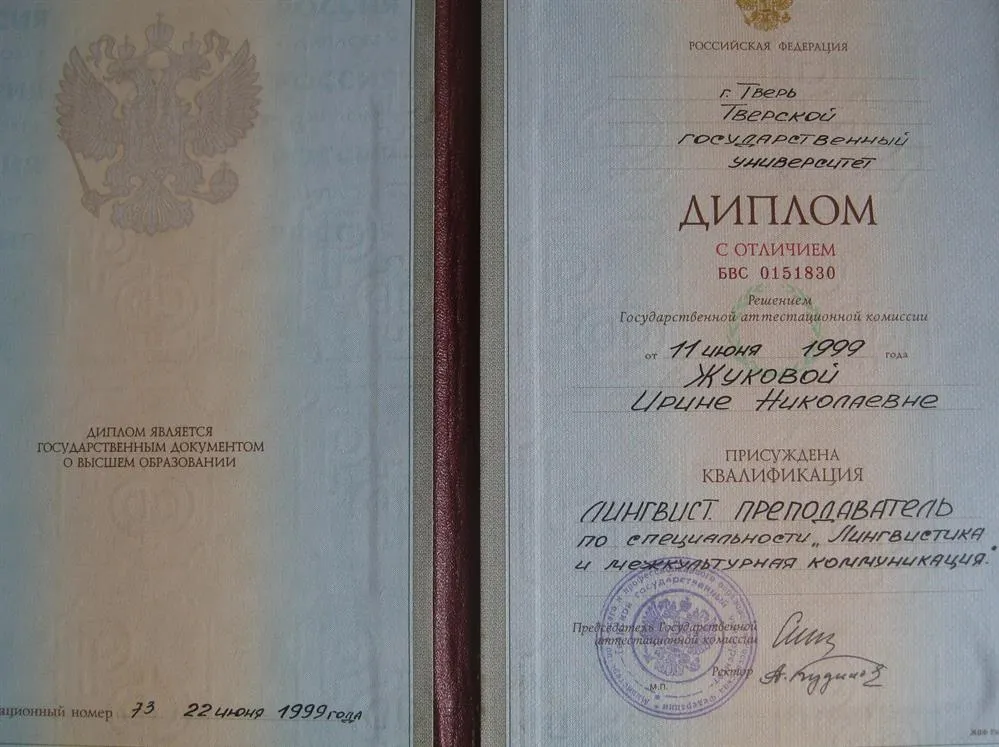 ДИПЛОМ ЯВЛЯЕТСЯ
ГОСУДАРСТВЕННЫМ ДОКУМЕНТОМ
О ВЫСШЕМ ОБРАЗОВАНИИ
номер 73 22 июня 1999 года
РОССИЙСКАЯ ФЕДЕРАЦИЯ
г. Тверь
Тверской
государственный
университет
ДИПЛОМ
С ОТЛИЧИЕМ
БВС 0151830
Решением
Государственной аттестационной комиссии
от 11 июня 1999 года
Жуковой
Ирине Николаевне
ПРИСУЖДЕНА
КВАЛИФИКАЦИЯ
Лингвист. Преподаватель
по специальности „Лингвистика
и межкультурная коммуникация."
Председатель Государственной
аттестационной комиссии
Ректор
М.П.